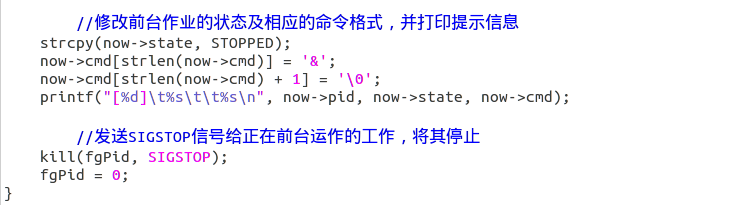 //修改前台作业的状态及相应的命令格式，并打印提示信息
strcpy(now->state, STOPPED);
now->cmd[strlen(now->cmd)] = '&';
now->cmd[strlen(now->cmd) + 1] = '\0';
printf("[%d]\t%s\t\t%s\n", now->pid, now->state, now->cmd);
//发送SIGSTOP信号给正在前台运作的工作，将其停止
kill(fgPid, SIGSTOP);
fgPid = 0;
}